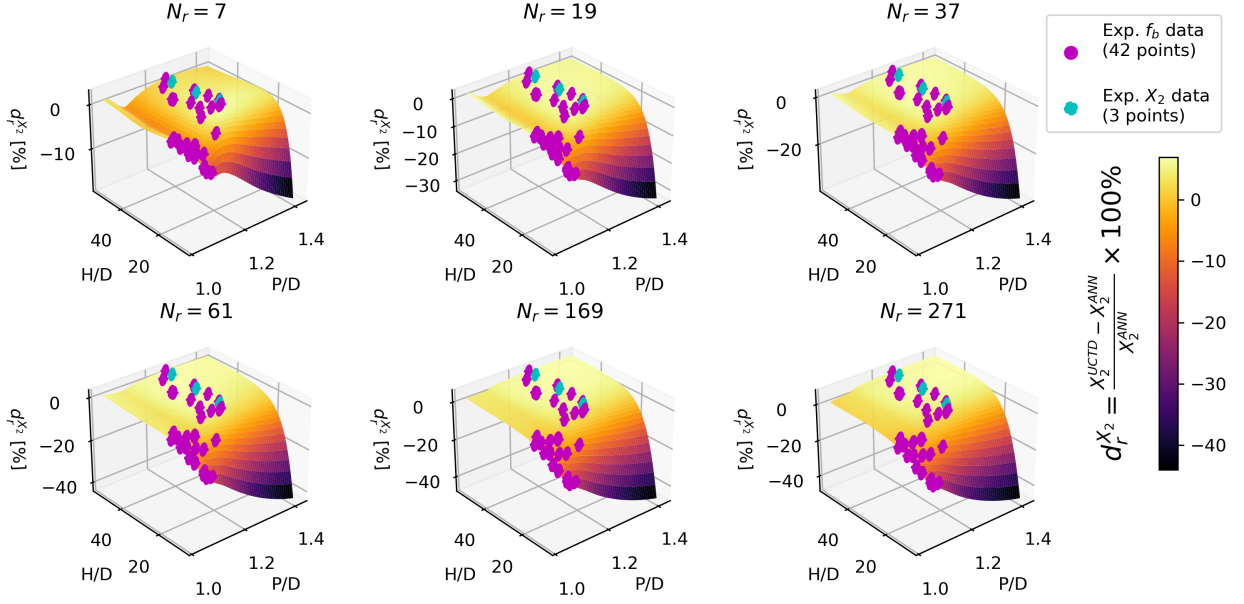 N_r = 7
0
−10
d_r^{X_2} [%]
40
20
H/D
1.0
1.2
1.4
P/D
N_r = 19
0
−10
−20
−30
d_r^{X_2} [%]
40
20
H/D
1.0
1.2
1.4
P/D
N_r = 37
0
−20
d_r^{X_2} [%]
40
20
H/D
1.0
1.2
1.4
P/D
Exp. f_b data
(42 points)
Exp. X_2 data
(3 points)
N_r = 61
0
−20
−40
d_r^{X_2} [%]
40
20
H/D
1.0
1.2
1.4
P/D
N_r = 169
0
−20
−40
d_r^{X_2} [%]
40
20
H/D
1.0
1.2
1.4
P/D
N_r = 271
0
−20
−40
d_r^{X_2} [%]
40
20
H/D
1.0
1.2
1.4
P/D
d_r^{X_2} = \frac{X_2^{UCTD} − X_2^{ANN}}{X_2^{ANN}} × 100%
0
−10
−20
−30
−40